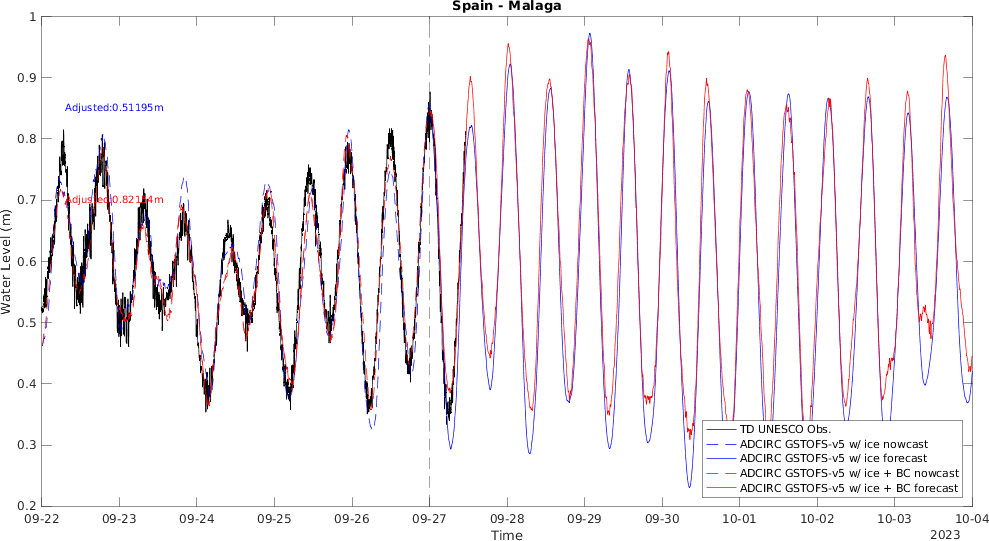 Spain - Malaga
1
0.9
0.8
0.7
0.6
0.5
0.4
0.3
0.2
Water Level (m)
Adjusted:0.51195m
TD UNESCO Obs.
ADCIRC GSTOFS-v5 w/ ice nowcast
ADCIRC GSTOFS-v5 w/ ice forecast
ADCIRC GSTOFS-v5 w/ ice + BC nowcast
ADCIRC GSTOFS-v5 w/ ice + BC forecast
09-22 09-23 09-24 09-25 09-26 09-27 09-28 09-29 09-30 10-01 10-02 10-03 10-04
Time
2023